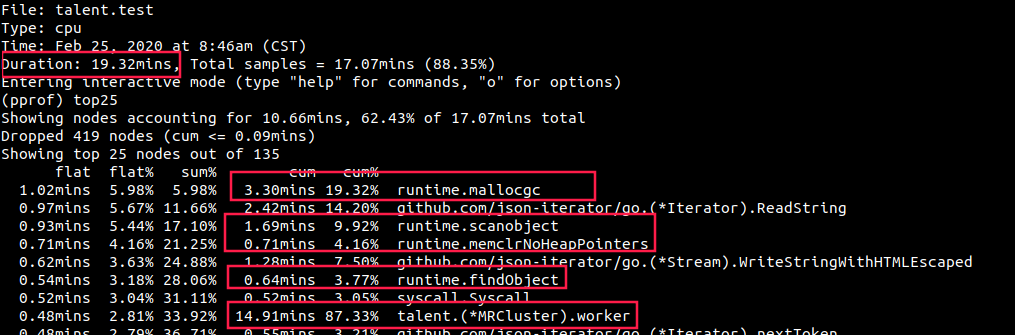 File: talent.test
Type: cpu
Time: Feb 25, 2020 at 8:46am (CST)
Duration: 19.32mins, Total samples = 17.07mins (88.35%)
Entering interactive mode (type "help" for commands, "o" for options)
(pprof) top25
Showing nodes accounting for 10.66mins, 62.43% of 17.07mins total
Dropped 419 nodes (cum <= 0.09mins)
Showing top 25 nodes out of 135
flat flat% sum% cum cum%
1.02mins 5.98% 5.98% 3.30mins 19.32% runtime.mallocgc
0.97mins 5.67% 11.66% 2.42mins 14.20% github.com/json-iterator/go.(*Iterator).ReadString
0.93mins 5.44% 17.10% 1.69mins 9.92% runtime.scanobject
0.71mins 4.16% 21.25% 0.71mins 4.16% runtime.memclrNoHeapPointers
0.62mins 3.63% 24.88% 1.28mins 7.50% github.com/json-iterator/go.(*Stream).WriteStringWithHTMLEscaped
0.54mins 3.18% 28.06% 0.64mins 3.77% runtime.findObject
0.52mins 3.04% 31.11% 0.52mins 3.05% syscall.Syscall
0.48mins 2.81% 33.92% 14.91mins 87.33% talent.(*MRCluster).worker
0.48mins 2.79% 36.71% 0.55mins 3.21% github.com/json-iterator/go.(*Iterator).nextToken